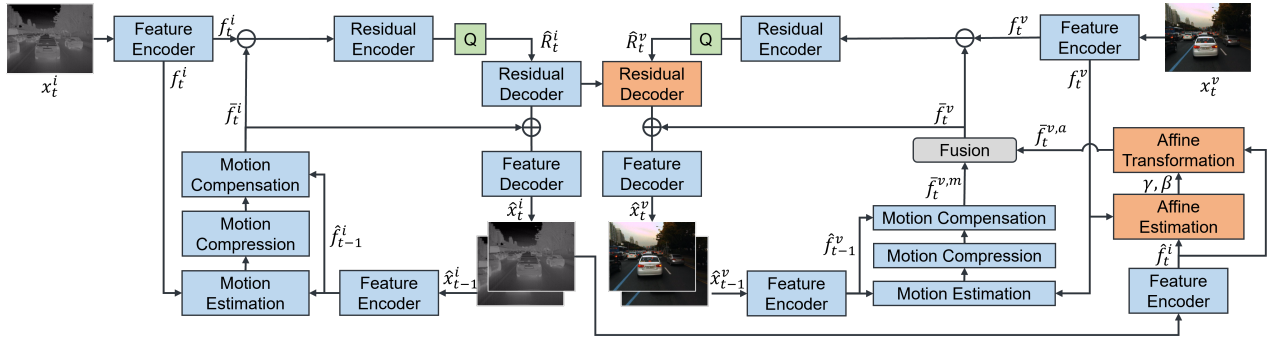 Feature
Encoder
f_t^i
Residual
Encoder
Q
R̂_t^i
R̂_t^v
Q
Residual
Encoder
f_t^v
Feature
Encoder
x_t^i
f_t^i
Residual
Decoder
Residual
Decoder
f_t^v
x_t^v
f̄_t^i
f̄_t^v
f̄_t^{v,a}
Affine
Transformation
Motion
Compensation
Feature
Decoder
Feature
Decoder
Fusion
f̄_t^{v,m}
γ, β
Motion
Compression
f̂_{t-1}^i
x̂_t^i
x̂_t^v
f̂_{t-1}^v
Motion Compensation
Motion Compression
Motion Estimation
Affine
Estimation
f̂_t^i
Motion
Estimation
Feature
Encoder
x̂_{t-1}^i
x̂_{t-1}^v
Feature
Encoder
Feature
Encoder